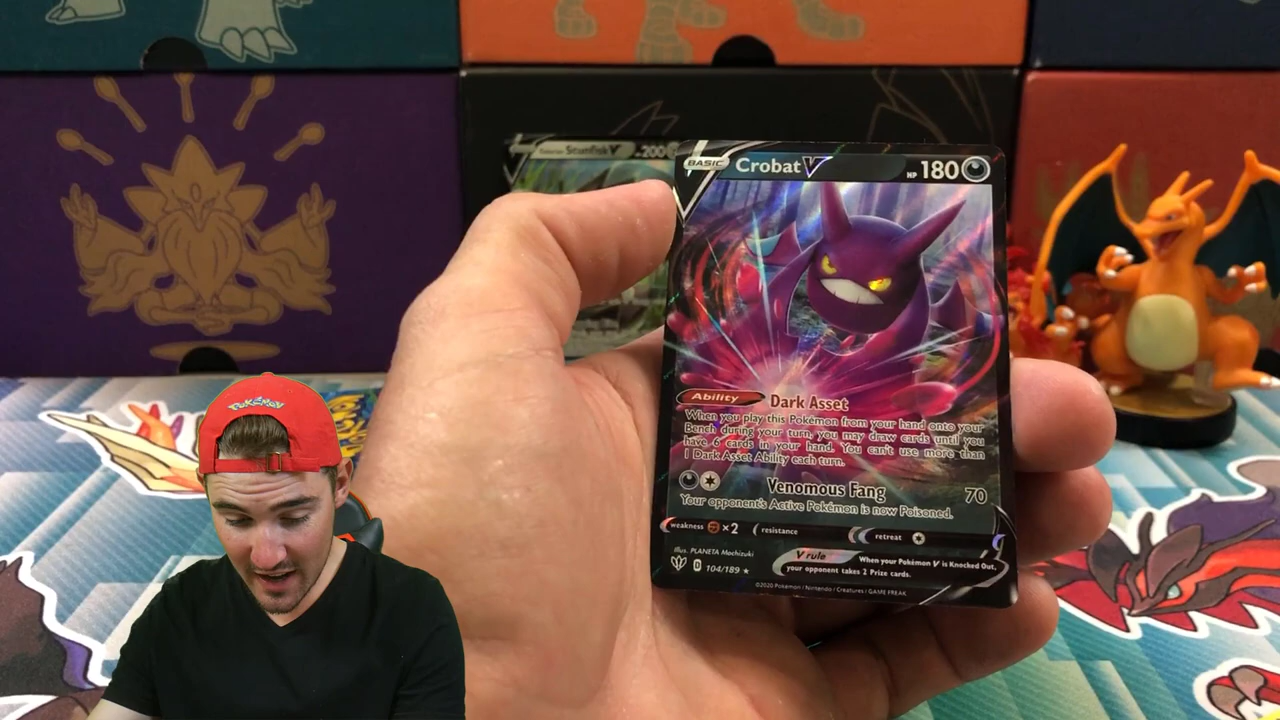 Stunfisk V 200
BASIC Crobat V HP 180
Ability Dark Asset
When you play this Pokémon from your hand onto your
Bench during your turn, you may draw cards until you
have 6 cards in your hand. You can't use more than
1 Dark Asset Ability each turn.
Venomous Fang 70
Your opponent's Active Pokémon is now Poisoned.
weakness ×2 resistance retreat
Illus. PLANETA Mochizuki
V rule When your Pokémon V is Knocked Out,
your opponent takes 2 Prize cards.
D 104/189 ★
©2020 Pokémon / Nintendo / Creatures / GAME FREAK
Pokémon